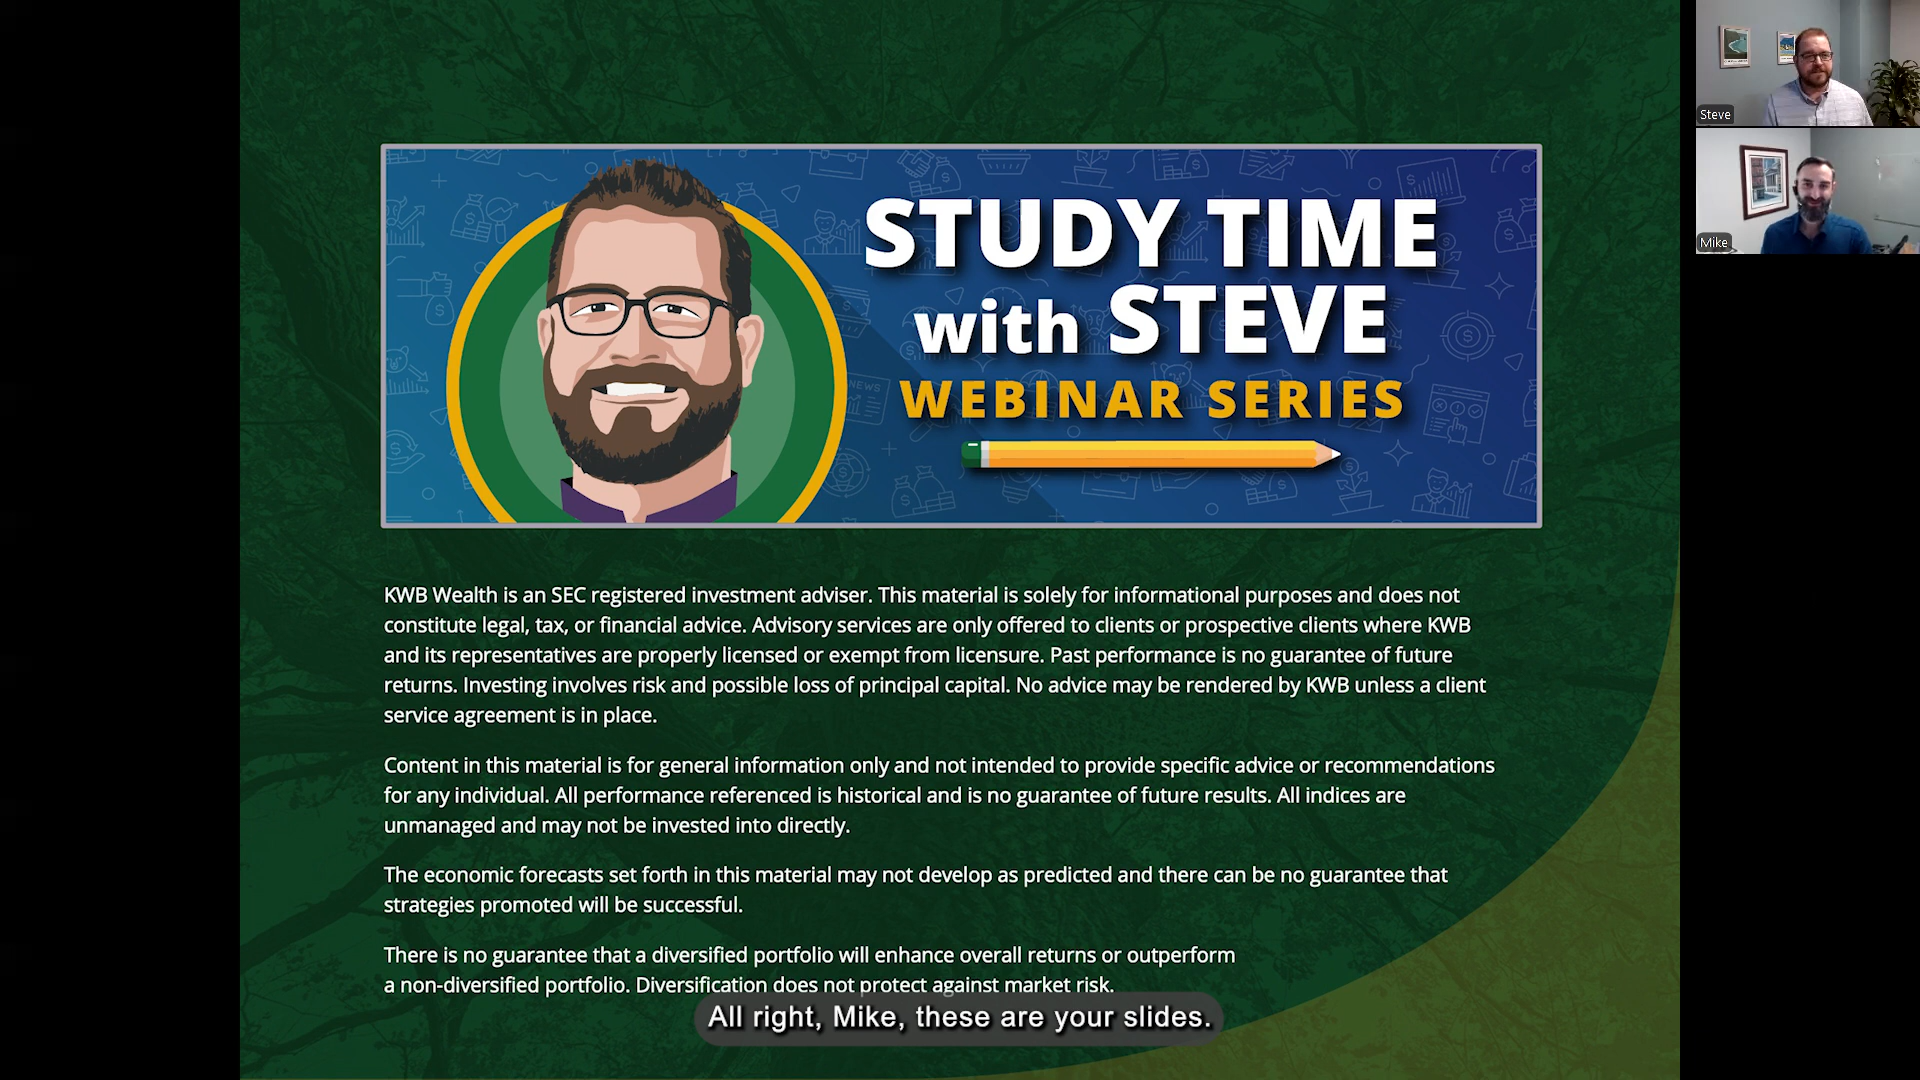 STUDY TIME
with STEVE
WEBINAR SERIES
NEWS
KWB Wealth is an SEC registered investment adviser. This material is solely for informational purposes and does not
constitute legal, tax, or financial advice. Advisory services are only offered to clients or prospective clients where KWB
and its representatives are properly licensed or exempt from licensure. Past performance is no guarantee of future
returns. Investing involves risk and possible loss of principal capital. No advice may be rendered by KWB unless a client
service agreement is in place.
Content in this material is for general information only and not intended to provide specific advice or recommendations
for any individual. All performance referenced is historical and is no guarantee of future results. All indices are
unmanaged and may not be invested into directly.
The economic forecasts set forth in this material may not develop as predicted and there can be no guarantee that
strategies promoted will be successful.
There is no guarantee that a diversified portfolio will enhance overall returns or outperform
a non-diversified portfolio. Diversification does not protect against market risk.
All right, Mike, these are your slides.
Steve
Mike